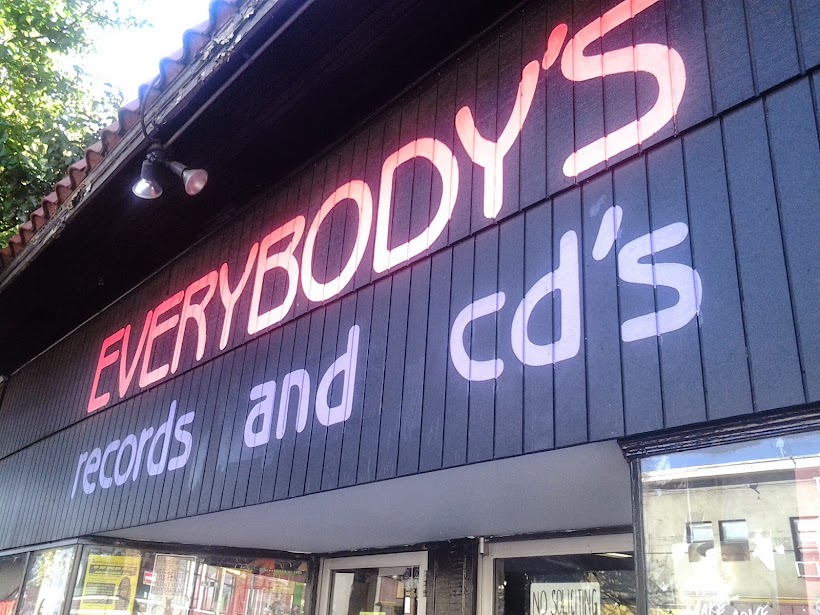 EVERYBODY'S
records and cd's
NO SOLICITING